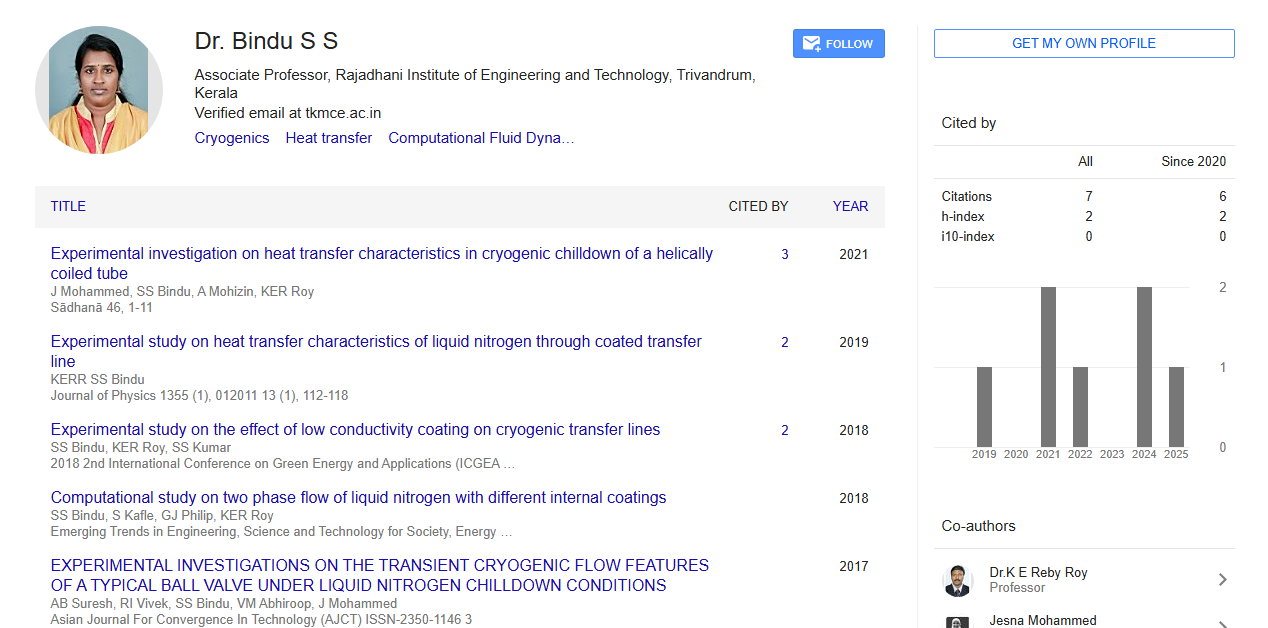 Dr. Bindu S S
FOLLOW
Associate Professor, Rajadhani Institute of Engineering and Technology, Trivandrum,
Kerala
Verified email at tkmce.ac.in
Cryogenics Heat transfer Computational Fluid Dyna…
TITLE CITED BY YEAR
Experimental investigation on heat transfer characteristics in cryogenic chilldown of a helically 3 2021
coiled tube
J Mohammed, SS Bindu, A Mohizin, KER Roy
Sādhanā 46, 1-11
Experimental study on heat transfer characteristics of liquid nitrogen through coated transfer 2 2019
line
KERR SS Bindu
Journal of Physics 1355 (1), 012011 13 (1), 112-118
Experimental study on the effect of low conductivity coating on cryogenic transfer lines 2 2018
SS Bindu, KER Roy, SS Kumar
2018 2nd International Conference on Green Energy and Applications (ICGEA …
Computational study on two phase flow of liquid nitrogen with different internal coatings 2018
SS Bindu, S Kafle, GJ Philip, KER Roy
Emerging Trends in Engineering, Science and Technology for Society, Energy …
EXPERIMENTAL INVESTIGATIONS ON THE TRANSIENT CRYOGENIC FLOW FEATURES 2017
OF A TYPICAL BALL VALVE UNDER LIQUID NITROGEN CHILLDOWN CONDITIONS
AB Suresh, RI Vivek, SS Bindu, VM Abhiroop, J Mohammed
Asian Journal For Convergence In Technology (AJCT) ISSN-2350-1146 3
GET MY OWN PROFILE
Cited by
All Since 2020
Citations 7 6
h-index 2 2
i10-index 0 0
2
1
0
2019 2020 2021 2022 2023 2024 2025
Co-authors
Dr.K E Reby Roy
Professor
Jesna Mohammed